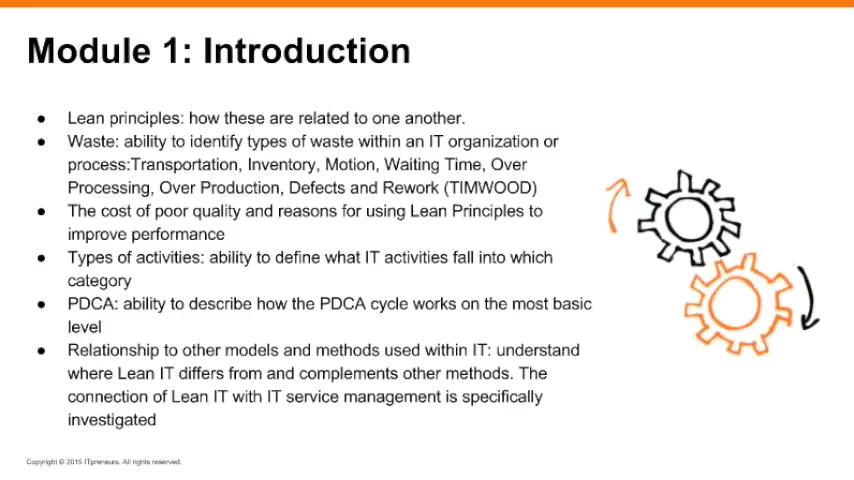 Module 1: Introduction
● Lean principles: how these are related to one another.
● Waste: ability to identify types of waste within an IT organization or
process:Transportation, Inventory, Motion, Waiting Time, Over
Processing, Over Production, Defects and Rework (TIMWOOD)
● The cost of poor quality and reasons for using Lean Principles to
improve performance
● Types of activities: ability to define what IT activities fall into which
category
● PDCA: ability to describe how the PDCA cycle works on the most basic
level
● Relationship to other models and methods used within IT: understand
where Lean IT differs from and complements other methods. The
connection of Lean IT with IT service management is specifically
investigated
Copyright © 2015 ITpreneurs. All rights reserved.